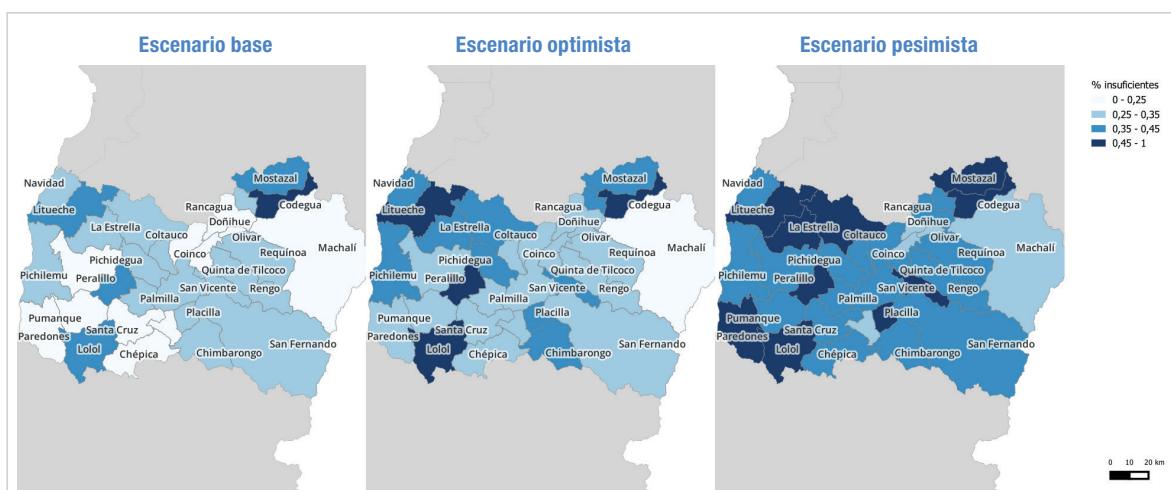 Escenario base
Escenario optimista
Escenario pesimista
% insuficientes
0 - 0,25
0,25 - 0,35
0,35 - 0,45
0,45 - 1
Navidad
Mostazal
Litueche
Rancagua
Codegua
Doñihue
La Estrella
Coltauco
Olivar
Machalí
Coinco
Requínoa
Pichidegua
Pichilemu
Peralillo
Quinta de Tilcoco
San Vicente
Rengo
Palmilla
Pumanque
Placilla
Paredones
Santa Cruz
Lolol
Chépica
San Fernando
Chimbarongo
Navidad
Mostazal
Litueche
Rancagua
Codegua
Doñihue
La Estrella
Coltauco
Olivar
Machalí
Coinco
Requínoa
Pichidegua
Pichilemu
Peralillo
Quinta de Tilcoco
San Vicente
Rengo
Palmilla
Pumanque
Placilla
Paredones
Santa Cruz
Lolol
Chépica
San Fernando
Chimbarongo
Navidad
Mostazal
Litueche
Rancagua
Codegua
Doñihue
La Estrella
Coltauco
Olivar
Machalí
Coinco
Requínoa
Pichidegua
Pichilemu
Peralillo
Quinta de Tilcoco
San Vicente
Rengo
Palmilla
Pumanque
Placilla
Paredones
Santa Cruz
Lolol
Chépica
San Fernando
Chimbarongo
0 10 20 km